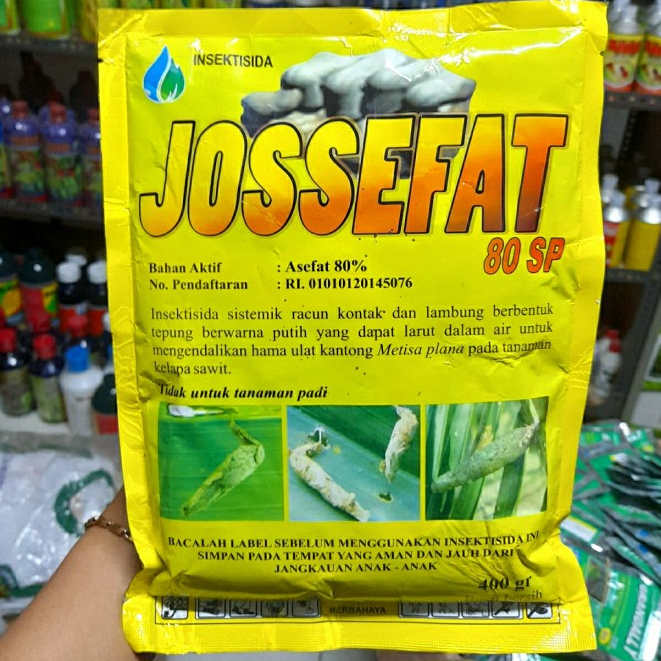 INSEKTISIDA
JOSSEFAT
80 SP
Bahan Aktif : Asefat 80%
No. Pendaftaran : RI. 01010120145076
Insektisida sistemik racun kontak dan lambung berbentuk
tepung berwarna putih yang dapat larut dalam air untuk
mengendalikan hama ulat kantong Metisa plana pada tanaman
kelapa sawit.
Tidak untuk tanaman padi
BACALAH LABEL SEBELUM MENGGUNAKAN INSEKTISIDA INI
SIMPAN PADA TEMPAT YANG AMAN DAN JAUH DARI
JANGKAUAN ANAK - ANAK
400 gr
BERBAHAYA